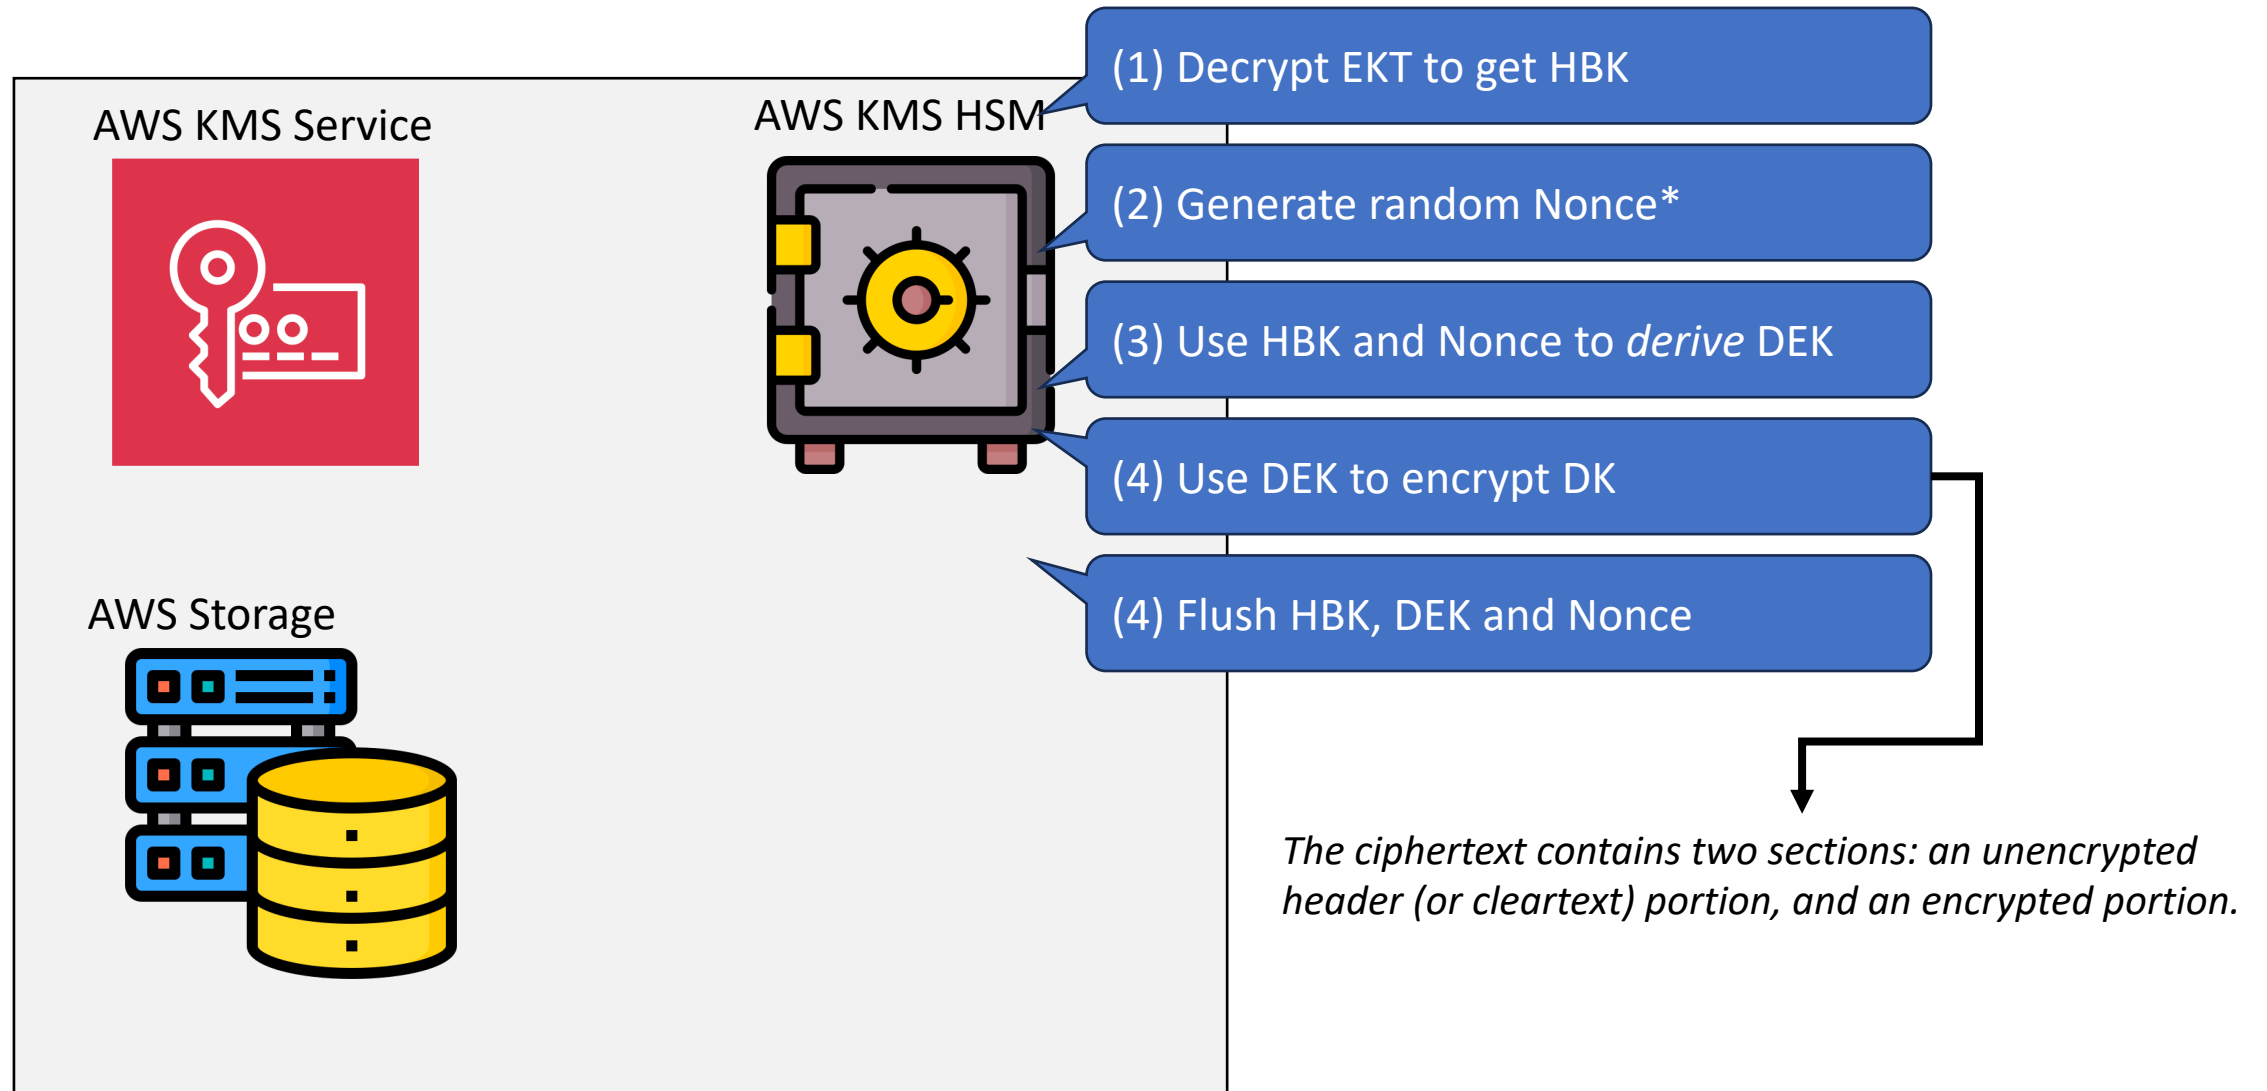 AWS KMS Service
AWS KMS HSM
(1) Decrypt EKT to get HBK
(2) Generate random Nonce*
(3) Use HBK and Nonce to derive DEK
(4) Use DEK to encrypt DK
(4) Flush HBK, DEK and Nonce
AWS Storage
The ciphertext contains two sections: an unencrypted
header (or cleartext) portion, and an encrypted portion.